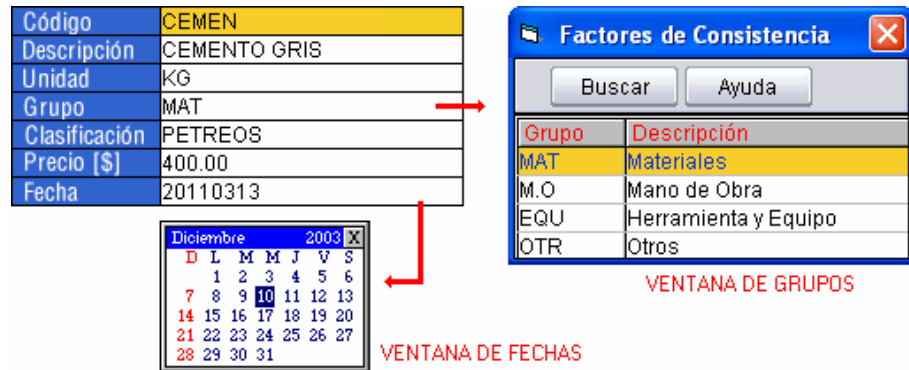 Código CEMEN
Descripción CEMENTO GRIS
Unidad KG
Grupo MAT
Clasificación PETREOS
Precio [$] 400.00
Fecha 20110313
Factores de Consistencia
Buscar Ayuda
Grupo Descripción
MAT Materiales
M.O Mano de Obra
EQU Herramienta y Equipo
OTR Otros
VENTANA DE GRUPOS
Diciembre 2003 X
D L M M J V S
1 2 3 4 5 6
7 8 9 10 11 12 13
14 15 16 17 18 19 20
21 22 23 24 25 26 27
28 29 30 31
VENTANA DE FECHAS